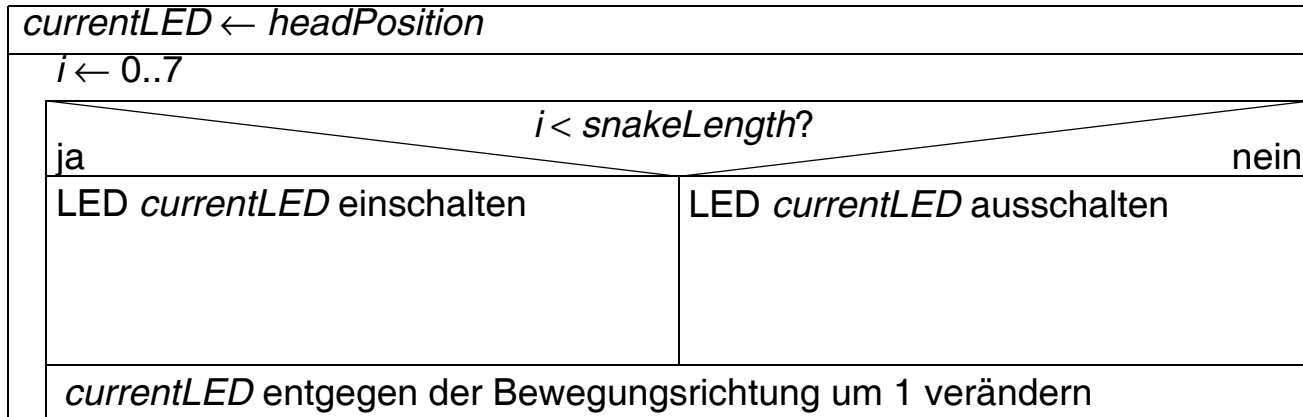 currentLED ← headPosition
i ← 0..7
i < snakeLength?
ja
nein
LED currentLED einschalten
LED currentLED ausschalten
currentLED entgegen der Bewegungsrichtung um 1 verändern